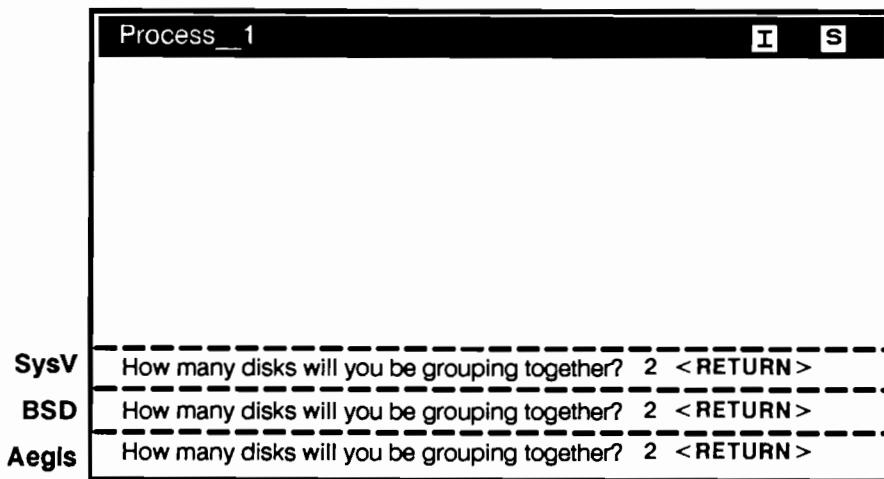 Process__1 I S
SysV How many disks will you be grouping together? 2 <RETURN>
BSD How many disks will you be grouping together? 2 <RETURN>
Aegis How many disks will you be grouping together? 2 <RETURN>